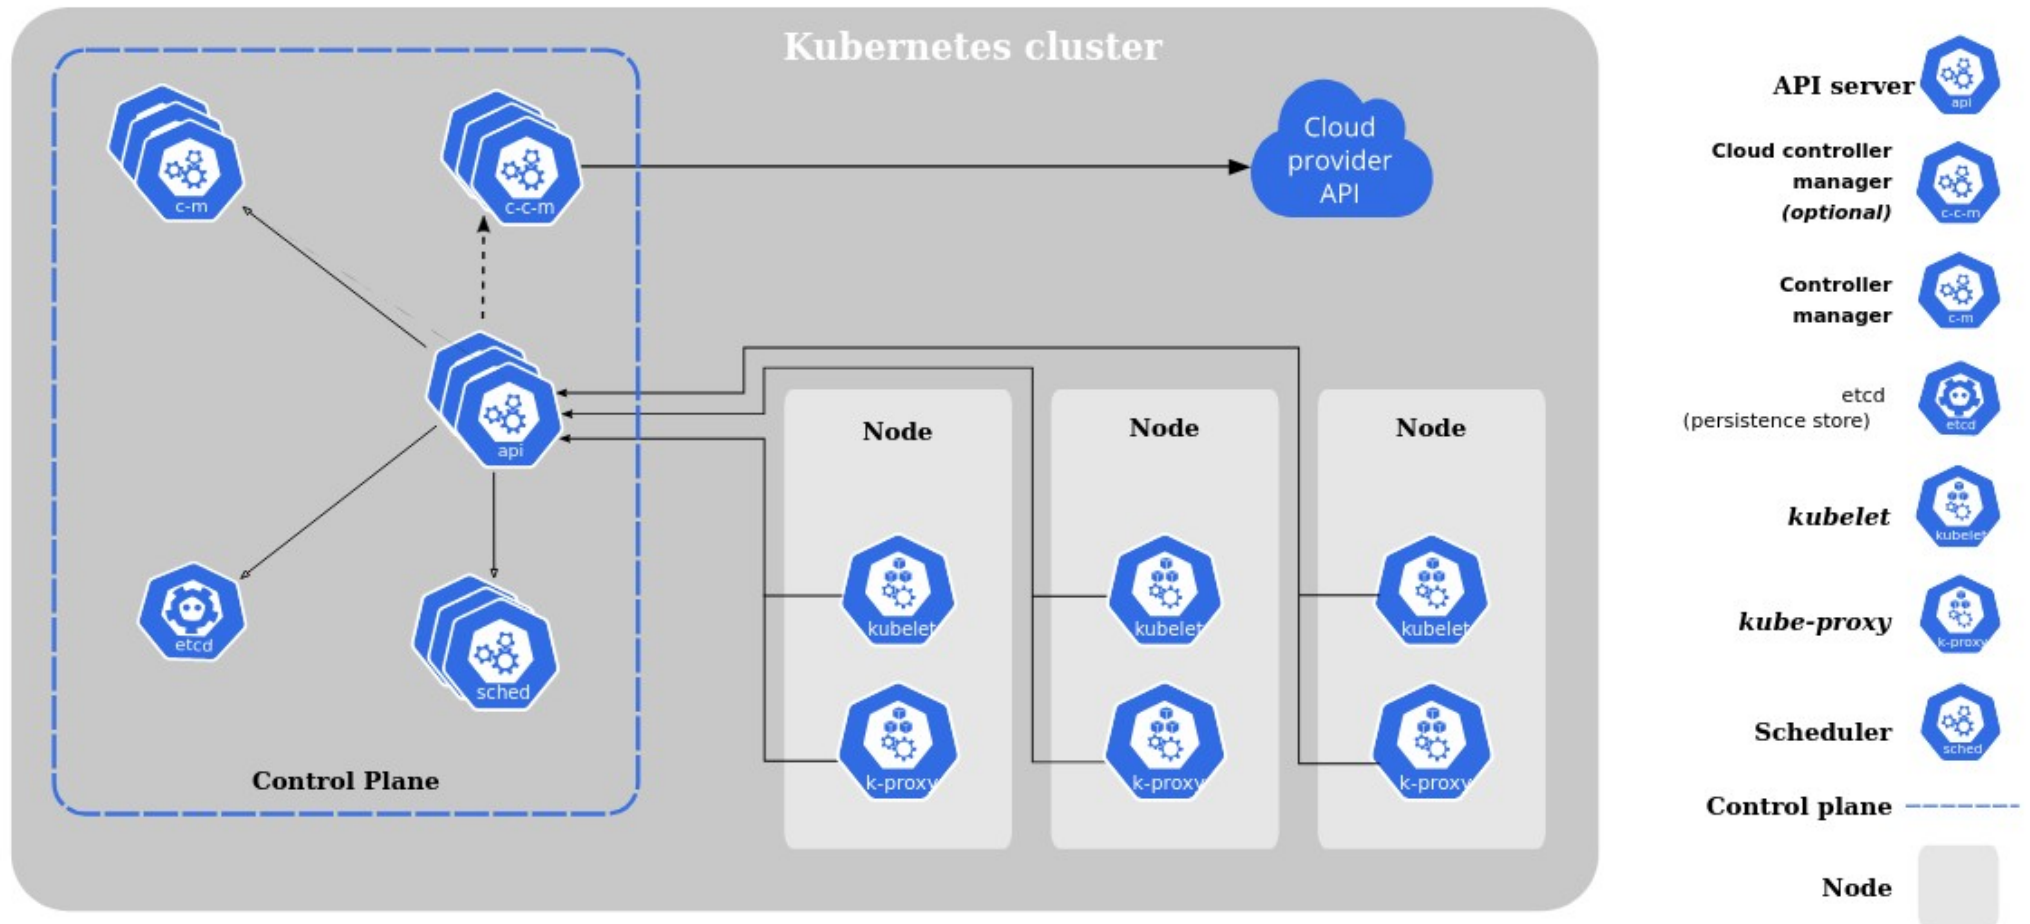 Kubernetes cluster
c-m
c-c-m
Cloud
provider
API
api
etcd
sched
Control Plane
Node
kubelet
k-proxy
Node
kubelet
k-proxy
Node
kubelet
k-proxy
API server
api
Cloud controller
manager
(optional)
c-c-m
Controller
manager
c-m
etcd
(persistence store)
etcd
kubelet
kubelet
kube-proxy
k-proxy
Scheduler
sched
Control plane
Node